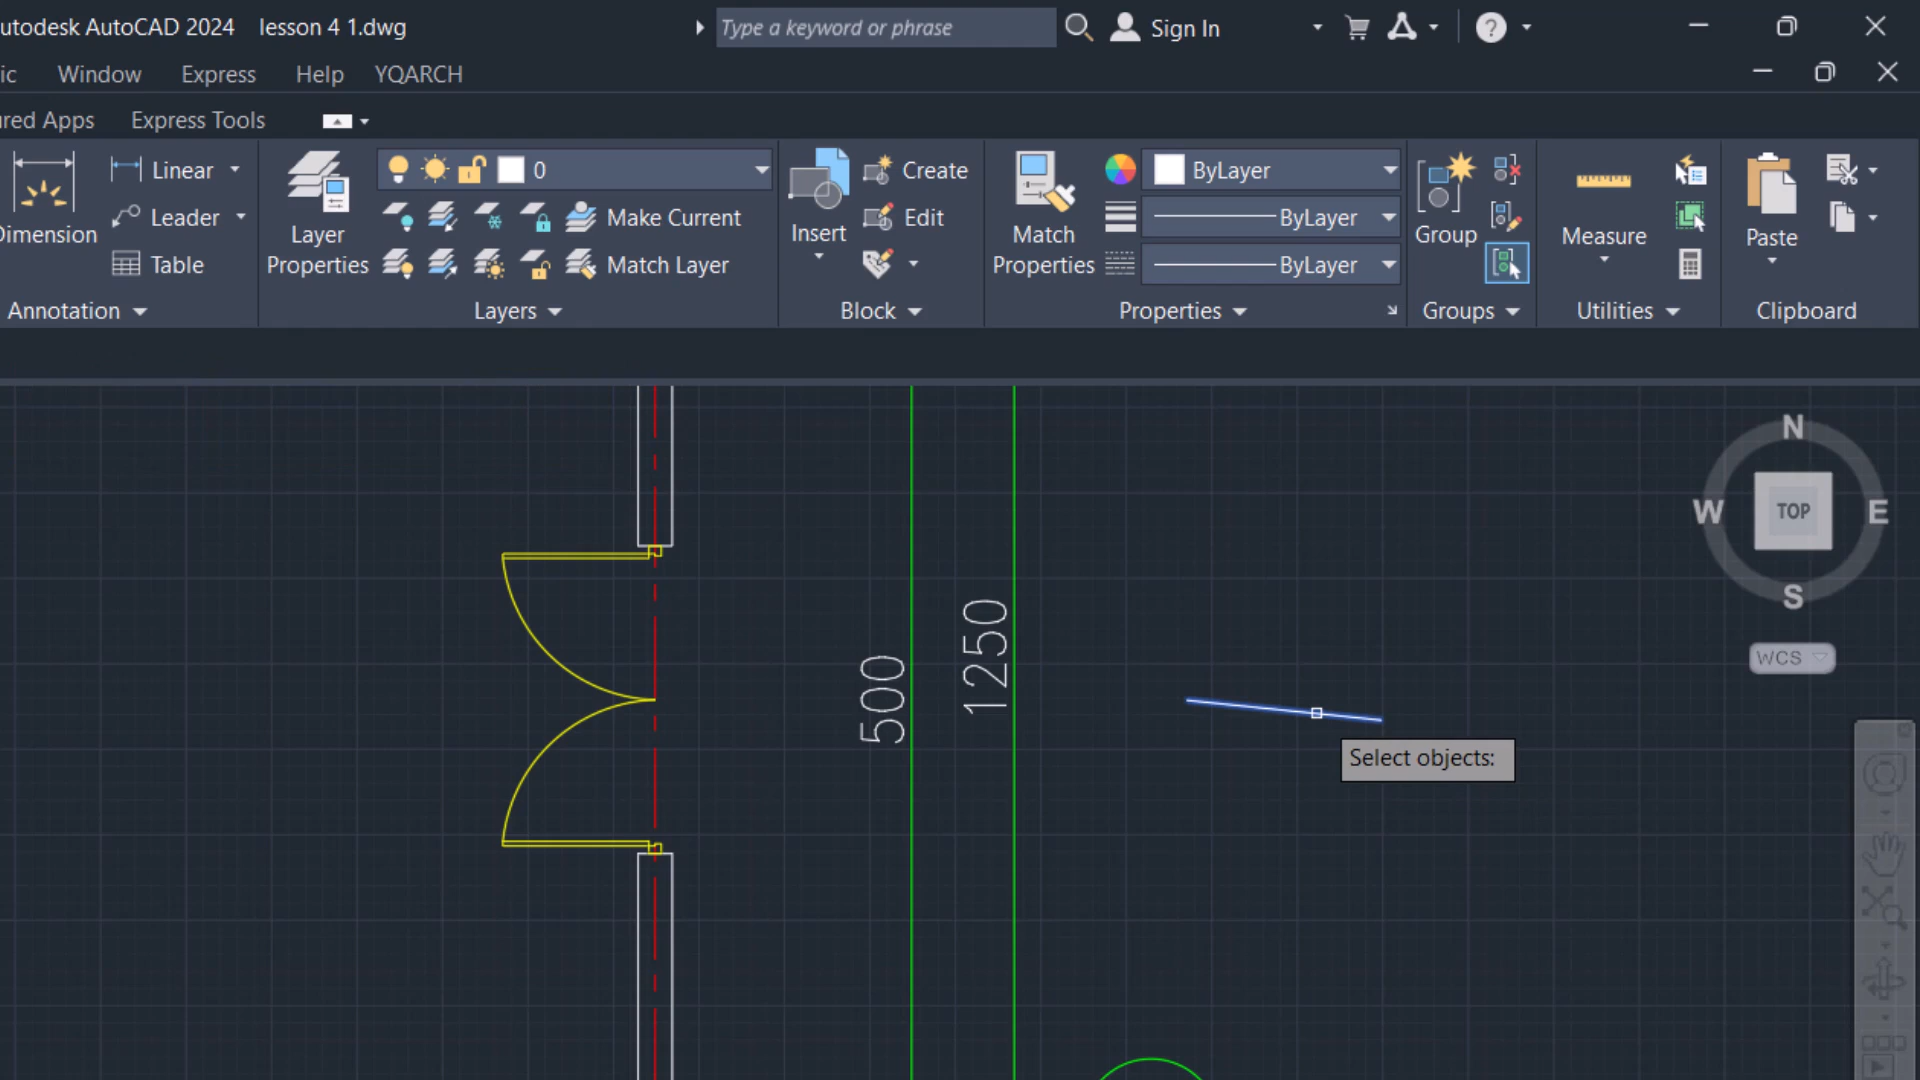 utodesk AutoCAD 2024 lesson 4 1.dwg Type a keyword or phrase Sign In
ic Window Express Help YQARCH
ured Apps Express Tools
Linear 0 Create ByLayer
Leader Make Current Edit ByLayer
Dimension Layer Properties Insert Match Properties Group Measure Paste
Table Match Layer ByLayer
Annotation Layers Block Properties Groups Utilities Clipboard
N
W TOP E
S
WCS
500
1250
Select objects: